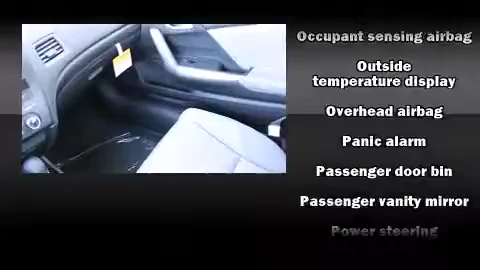 Occupant sensing airbag
Outside
temperature display
Overhead airbag
Panic alarm
Passenger door bin
Passenger vanity mirror
Power steering